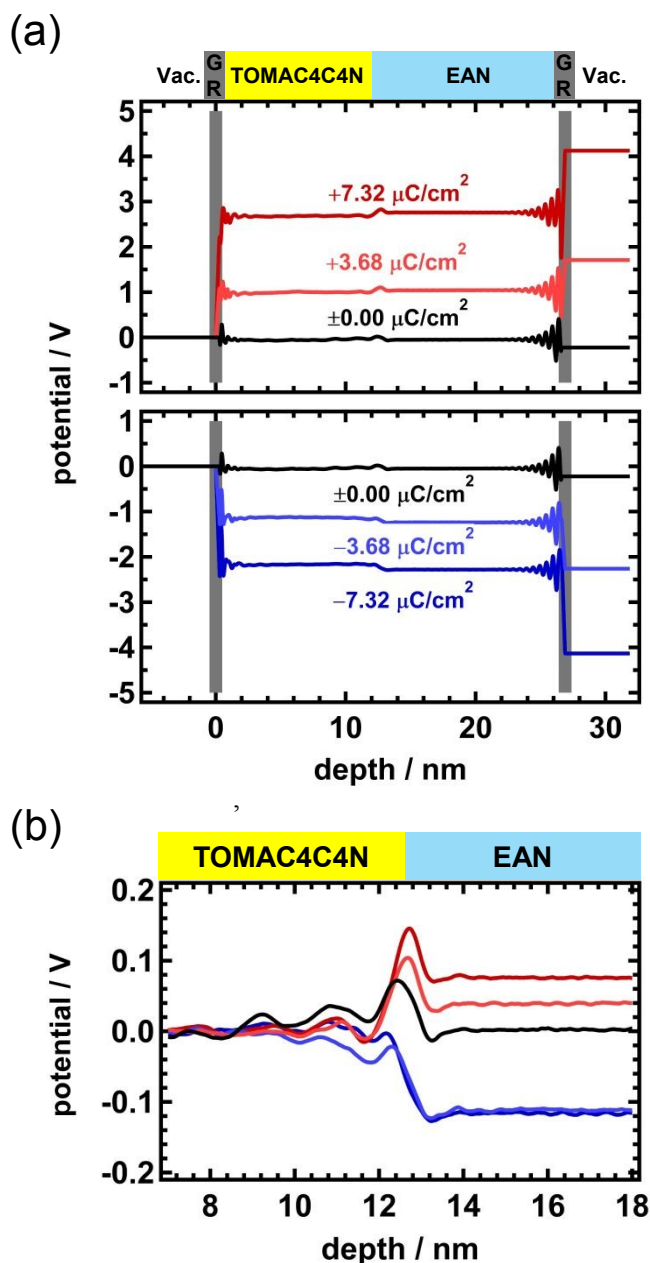 (a)
Vac. GR TOMAC4C4N EAN GR Vac.
5
4
3
2
1
0
-1
+7.32 μC/cm²
+3.68 μC/cm²
±0.00 μC/cm²
1
0
-1
-2
-3
-4
-5
±0.00 μC/cm²
−3.68 μC/cm²
−7.32 μC/cm²
potential / V
0 10 20 30
depth / nm
,
(b)
TOMAC4C4N EAN
0.2
0.1
0.0
-0.1
-0.2
potential / V
8 10 12 14 16 18
depth / nm